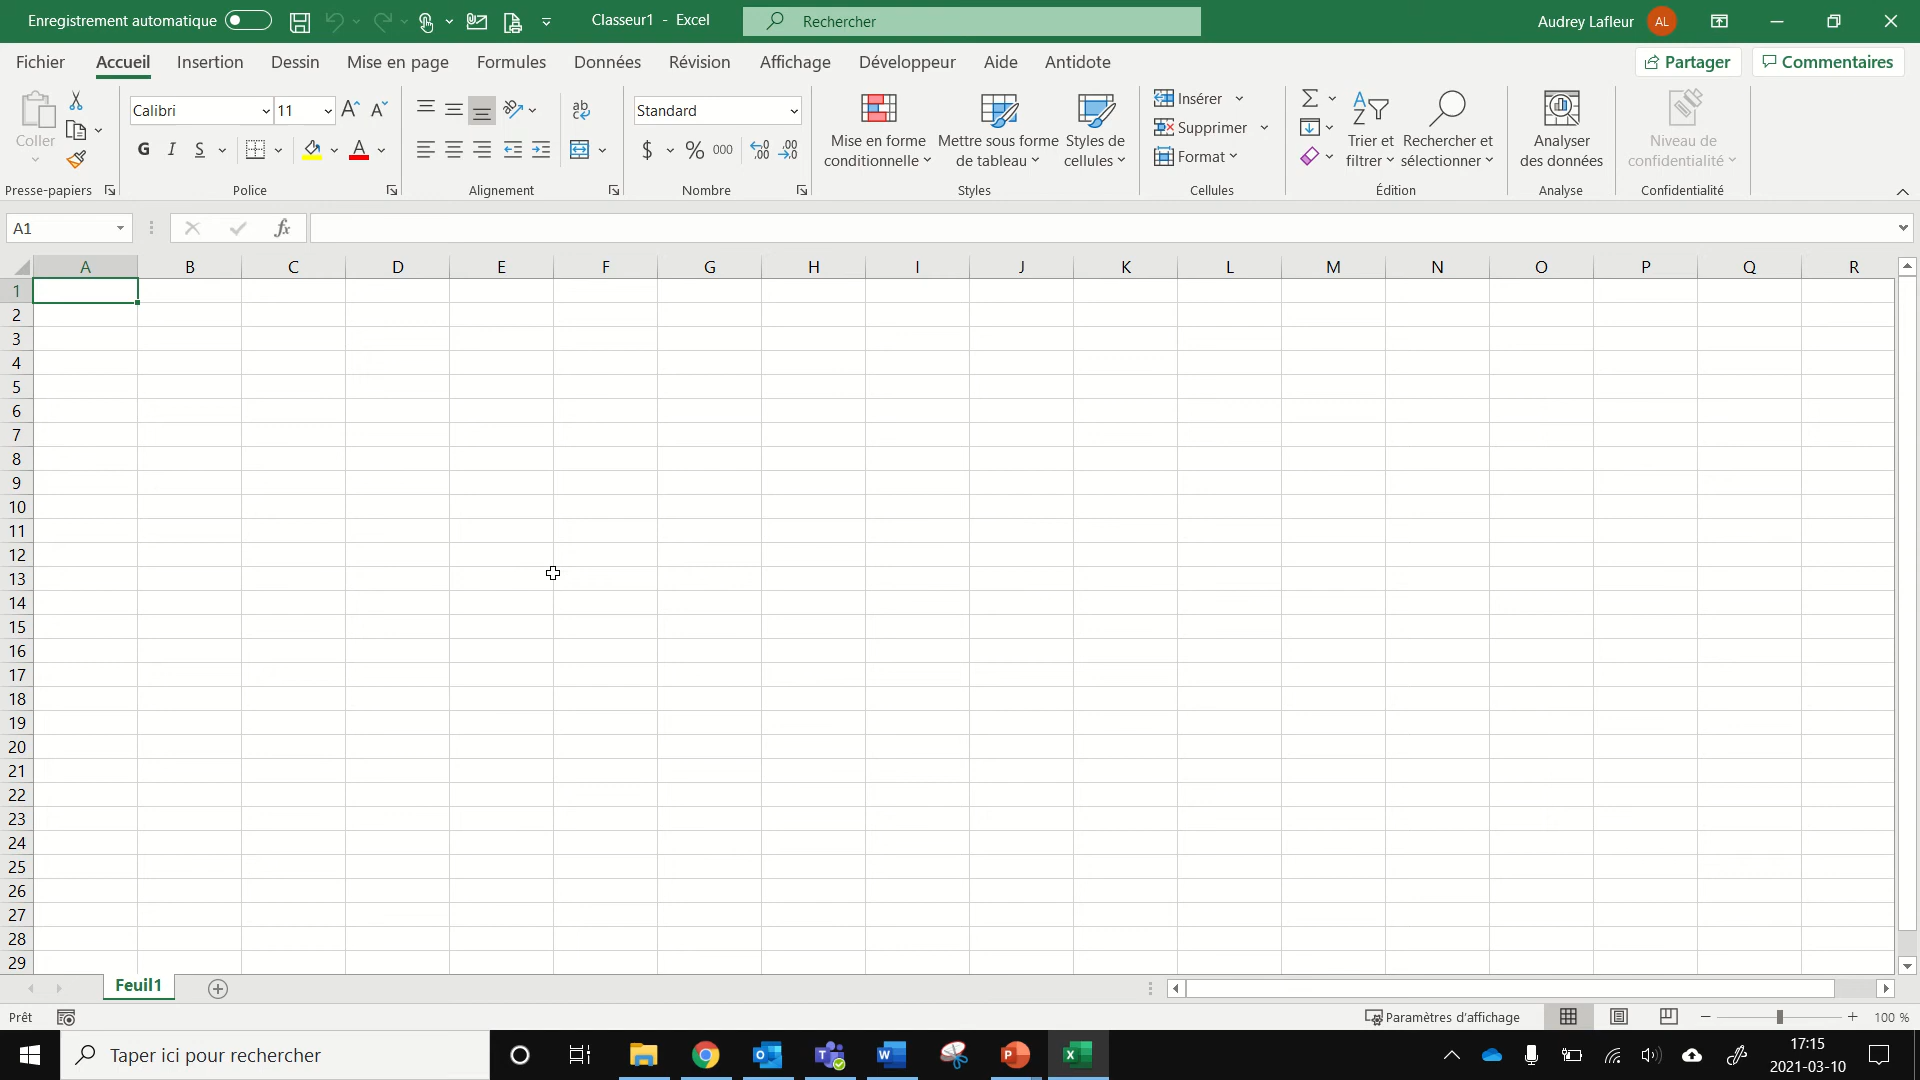 Enregistrement automatique
Classeur1 - Excel
Rechercher
Audrey Lafleur
AL
Fichier Accueil Insertion Dessin Mise en page Formules Données Révision Affichage Développeur Aide Antidote
Partager
Commentaires
Coller
Presse-papiers
Calibri
11
G I S
Police
Alignement
Standard
$ % 000
Nombre
Mise en forme
conditionnelle
Mettre sous forme
de tableau
Styles de
cellules
Styles
Insérer
Supprimer
Format
Cellules
Trier et
filtrer
Rechercher et
sélectionner
Édition
Analyser
des données
Analyse
Niveau de
confidentialité
Confidentialité
A1
fx
A B C D E F G H I J K L M N O P Q R
1
2
3
4
5
6
7
8
9
10
11
12
13
14
15
16
17
18
19
20
21
22
23
24
25
26
27
28
29
Feuil1
Prêt
Paramètres d'affichage
100 %
Taper ici pour rechercher
17:15
2021-03-10